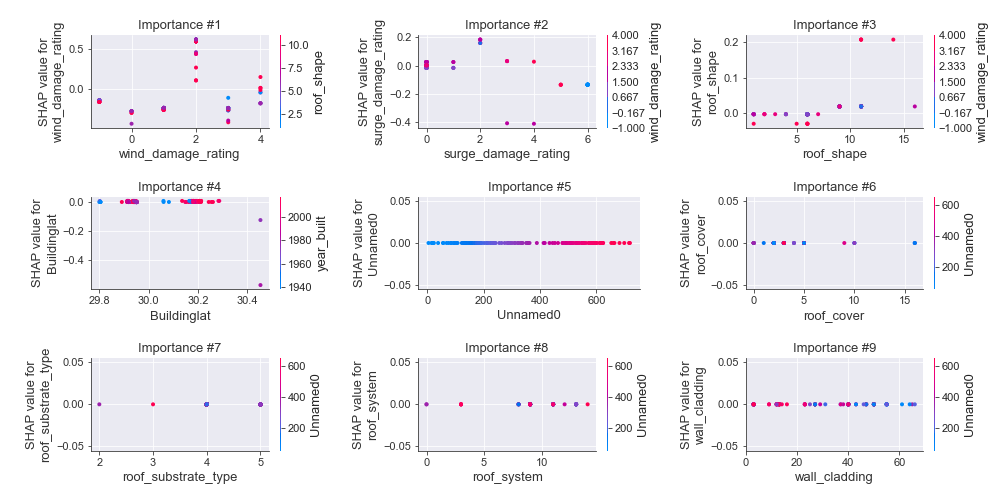 Importance #1
SHAP value for
wind_damage_rating
0.5
0.0
0
2
4
wind_damage_rating
10.0
7.5
5.0
2.5
roof_shape
Importance #2
SHAP value for
surge_damage_rating
0.2
0.0
−0.2
−0.4
0
2
4
6
surge_damage_rating
4.000
3.167
2.333
1.500
0.667
−0.167
−1.000
wind_damage_rating
Importance #3
SHAP value for
roof_shape
0.2
0.1
0.0
5
10
15
roof_shape
4.000
3.167
2.333
1.500
0.667
−0.167
−1.000
wind_damage_rating
Importance #4
SHAP value for
Buildinglat
0.0
−0.2
−0.4
29.8
30.0
30.2
30.4
Buildinglat
2000
1980
1960
1940
year_built
Importance #5
SHAP value for
Unnamed0
0.05
0.00
−0.05
0
200
400
600
Unnamed0
Importance #6
SHAP value for
roof_cover
0.05
0.00
−0.05
0
5
10
15
roof_cover
600
400
200
Unnamed0
Importance #7
SHAP value for
roof_substrate_type
0.05
0.00
−0.05
2
3
4
5
roof_substrate_type
600
400
200
Unnamed0
Importance #8
SHAP value for
roof_system
0.05
0.00
−0.05
0
5
10
roof_system
600
400
200
Unnamed0
Importance #9
SHAP value for
wall_cladding
0.05
0.00
−0.05
0
20
40
60
wall_cladding
600
400
200
Unnamed0